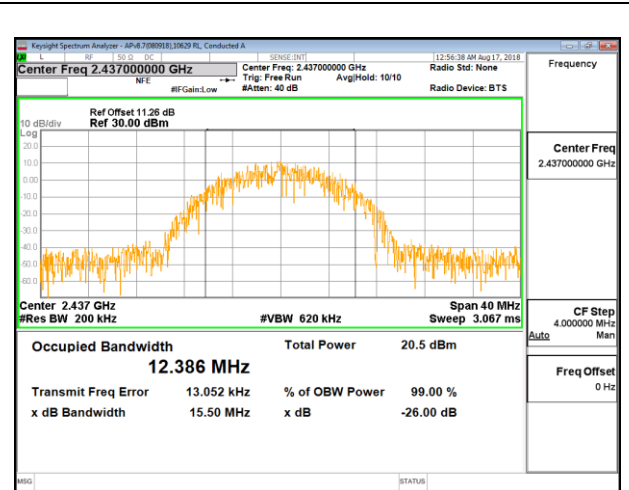 Keysight Spectrum Analyzer - APv8.7(080918),10629 RL, Conducted A
L RF 50 Ω DC SENSE:INT 12:56:38 AM Aug 17, 2018
Center Freq 2.437000000 GHz
Center Freq: 2.437000000 GHz
Radio Std: None
NFE
Trig: Free Run Avg|Hold: 10/10
#IFGain:Low
#Atten: 40 dB
Radio Device: BTS
Frequency
Ref Offset 11.26 dB
10 dB/div Ref 30.00 dBm
Log
20.0
10.0
0.00
-10.0
-20.0
-30.0
-40.0
-50.0
-60.0
Center Freq
2.437000000 GHz
Center 2.437 GHz
Span 40 MHz
#Res BW 200 kHz
#VBW 620 kHz
Sweep 3.067 ms
CF Step
4.000000 MHz
Auto Man
Occupied Bandwidth
Total Power 20.5 dBm
12.386 MHz
Transmit Freq Error 13.052 kHz
% of OBW Power 99.00 %
x dB Bandwidth 15.50 MHz
x dB -26.00 dB
Freq Offset
0 Hz
MSG
STATUS